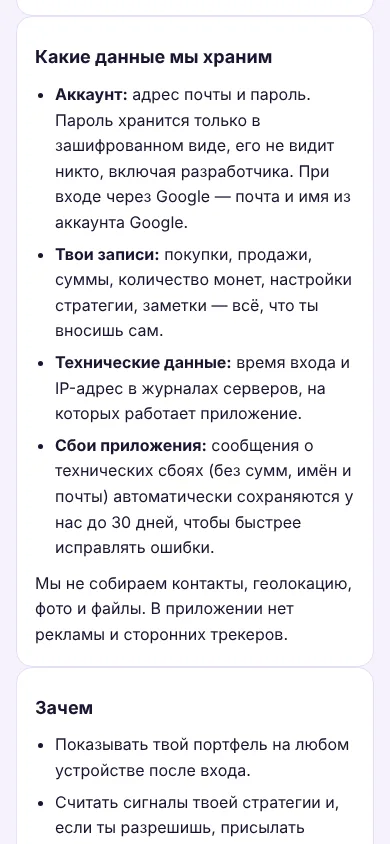 Какие данные мы храним
• Аккаунт: адрес почты и пароль.
Пароль хранится только в
зашифрованном виде, его не видит
никто, включая разработчика. При
входе через Google — почта и имя из
аккаунта Google.
• Твои записи: покупки, продажи,
суммы, количество монет, настройки
стратегии, заметки — всё, что ты
вносишь сам.
• Технические данные: время входа и
IP-адрес в журналах серверов, на
которых работает приложение.
• Сбои приложения: сообщения о
технических сбоях (без сумм, имён и
почты) автоматически сохраняются у
нас до 30 дней, чтобы быстрее
исправлять ошибки.
Мы не собираем контакты, геолокацию,
фото и файлы. В приложении нет
рекламы и сторонних трекеров.
Зачем
• Показывать твой портфель на любом
устройстве после входа.
• Считать сигналы твоей стратегии и,
если ты разрешишь, присылать